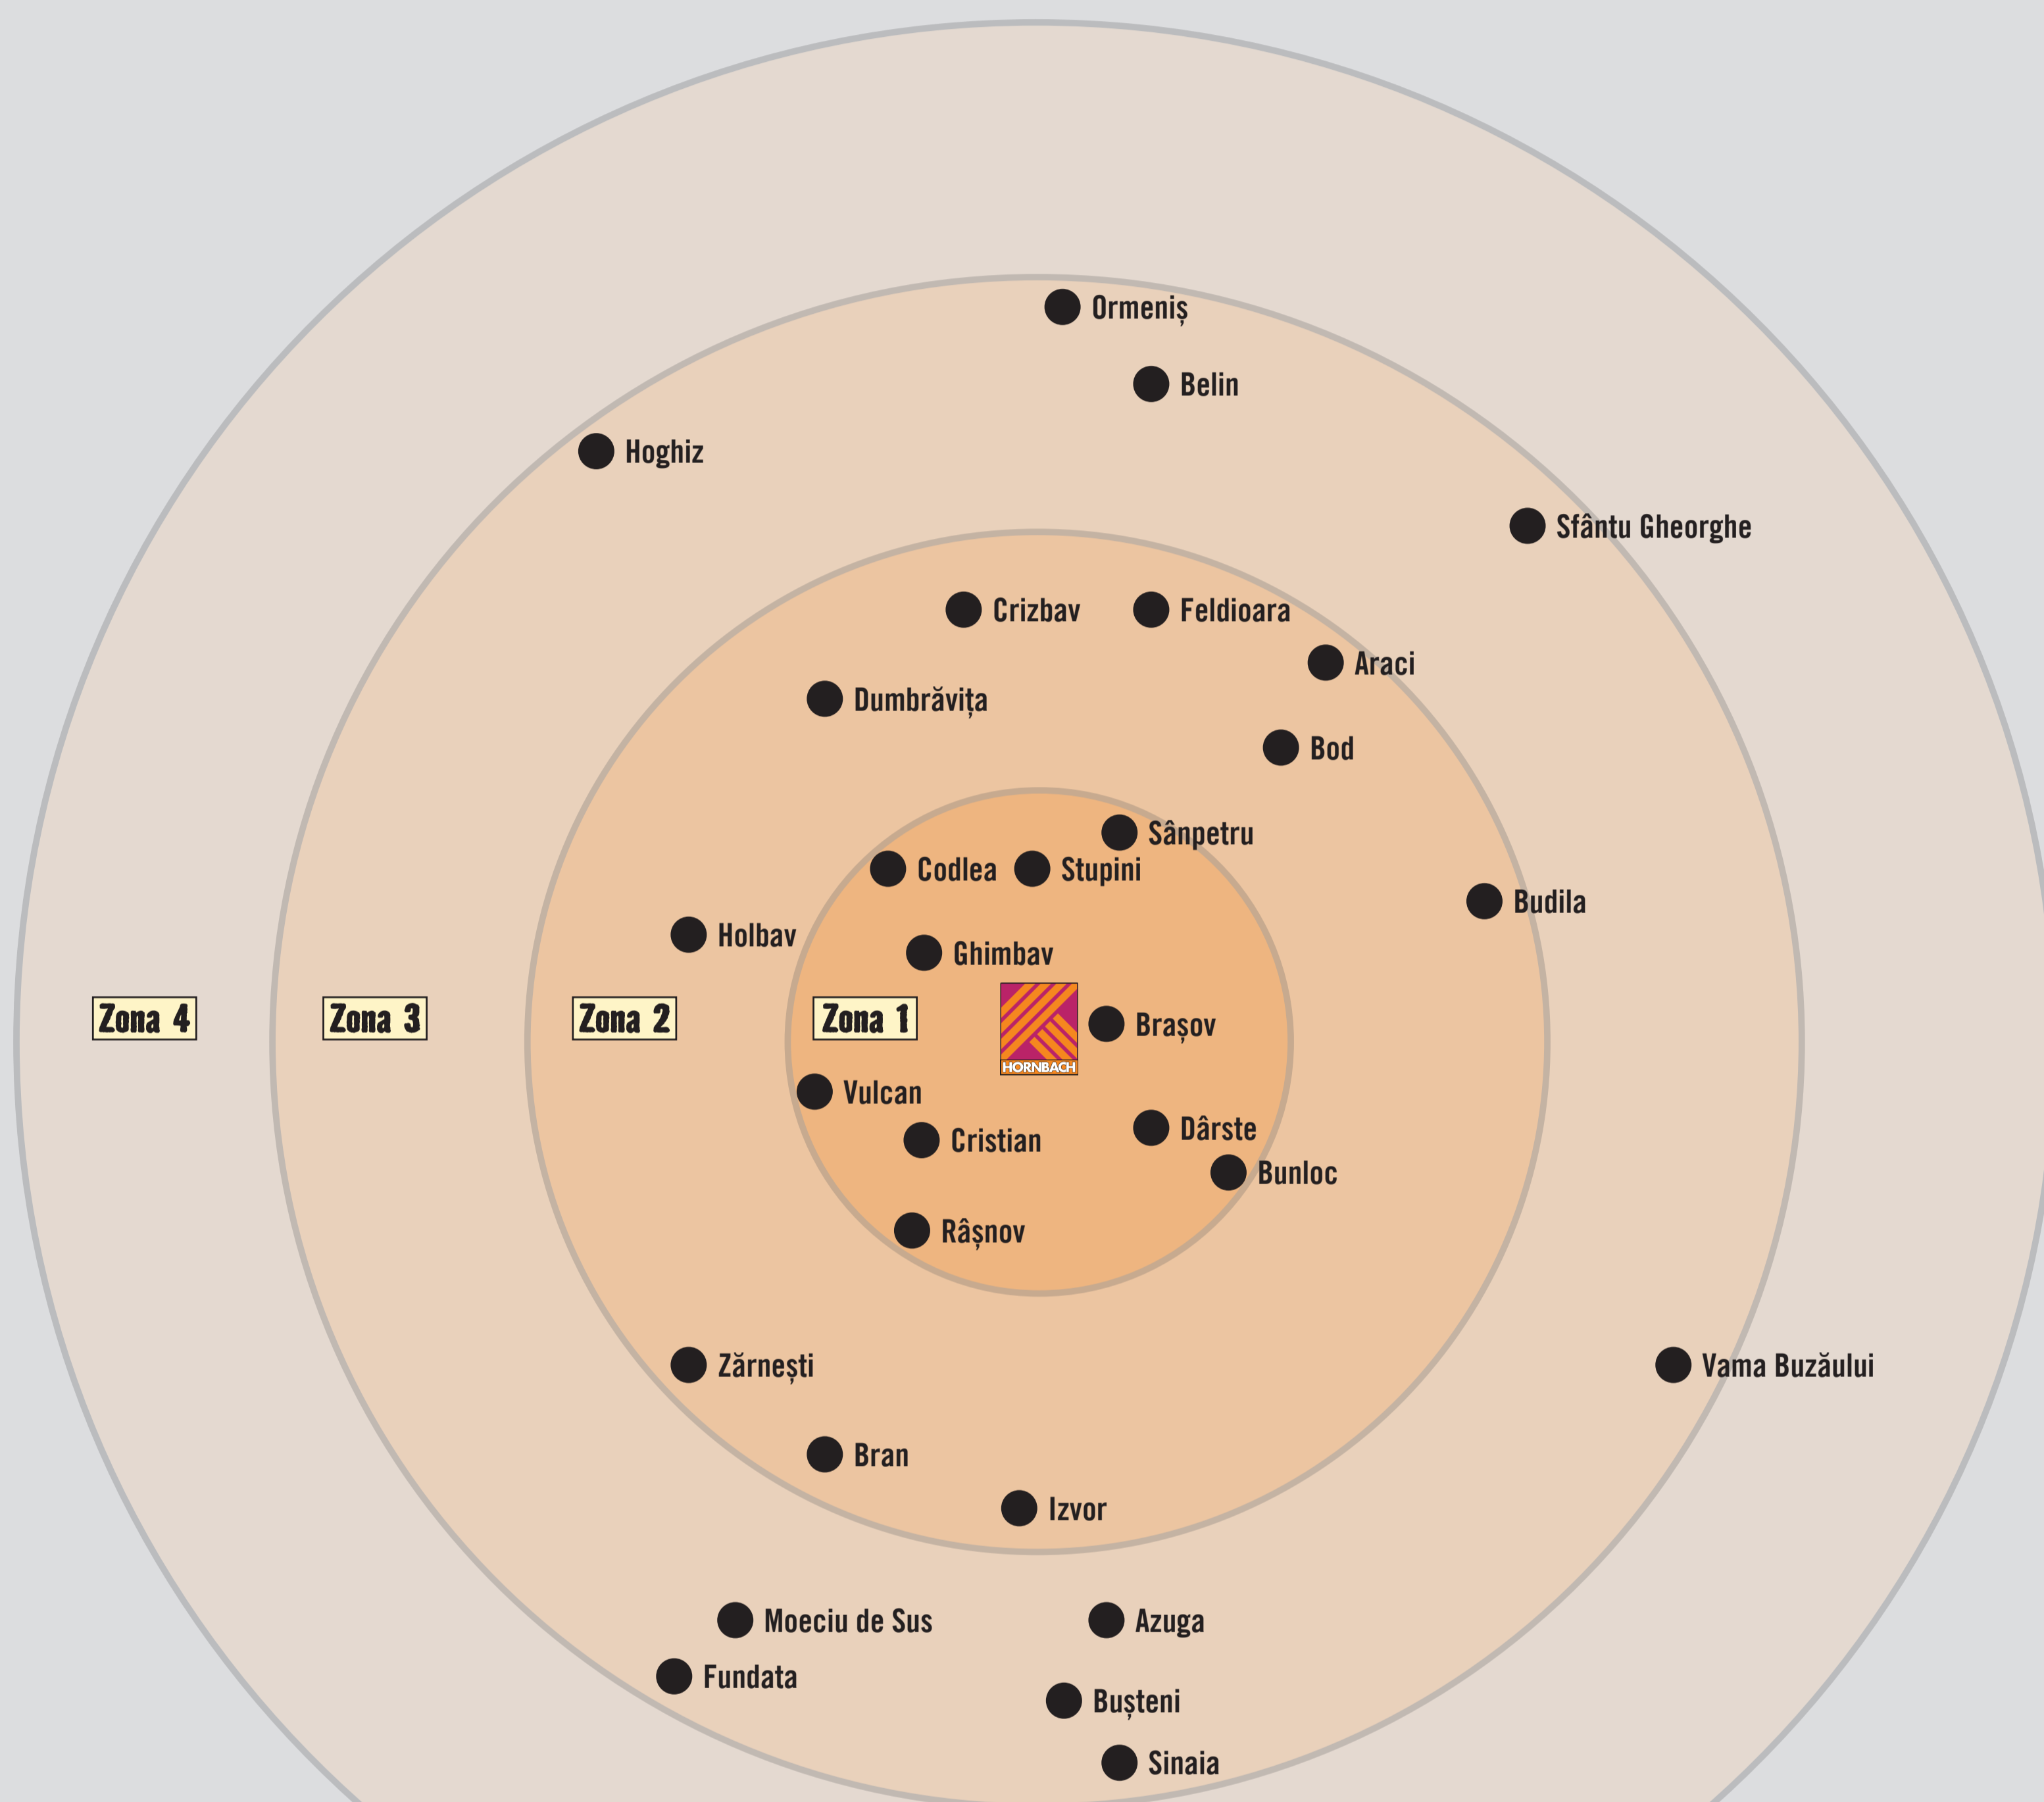 Ormeniș
Belin
Hoghiz
Sfântu Gheorghe
Crizbav
Feldioara
Araci
Dumbrăvița
Bod
Sânpetru
Codlea
Stupini
Budila
Holbav
Ghimbav
Zona 4
Zona 3
Zona 2
Zona 1
Brașov
HORNBACH
Vulcan
Dârste
Cristian
Bunloc
Râșnov
Zărnești
Vama Buzăului
Bran
Izvor
Moeciu de Sus
Azuga
Fundata
Bușteni
Sinaia